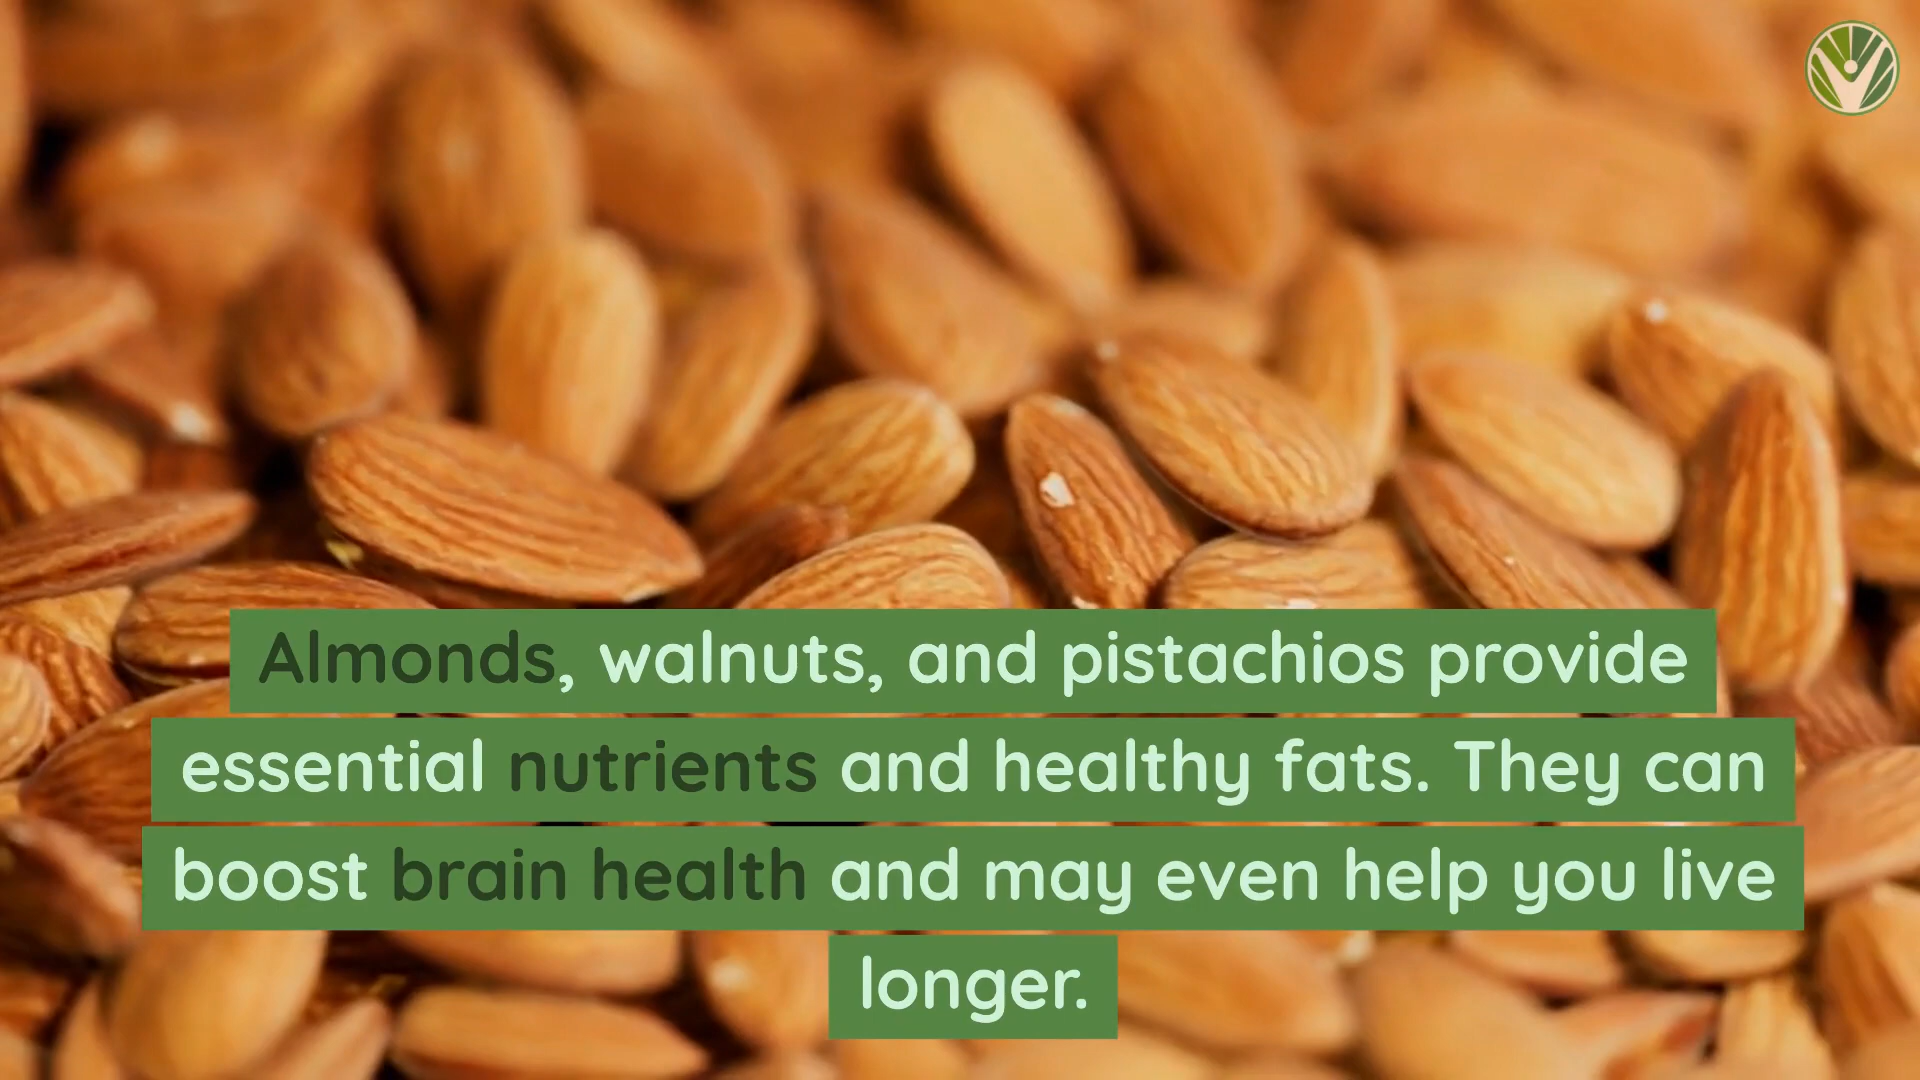 Almonds, walnuts, and pistachios provide
essential nutrients and healthy fats. They can
boost brain health and may even help you live
longer.